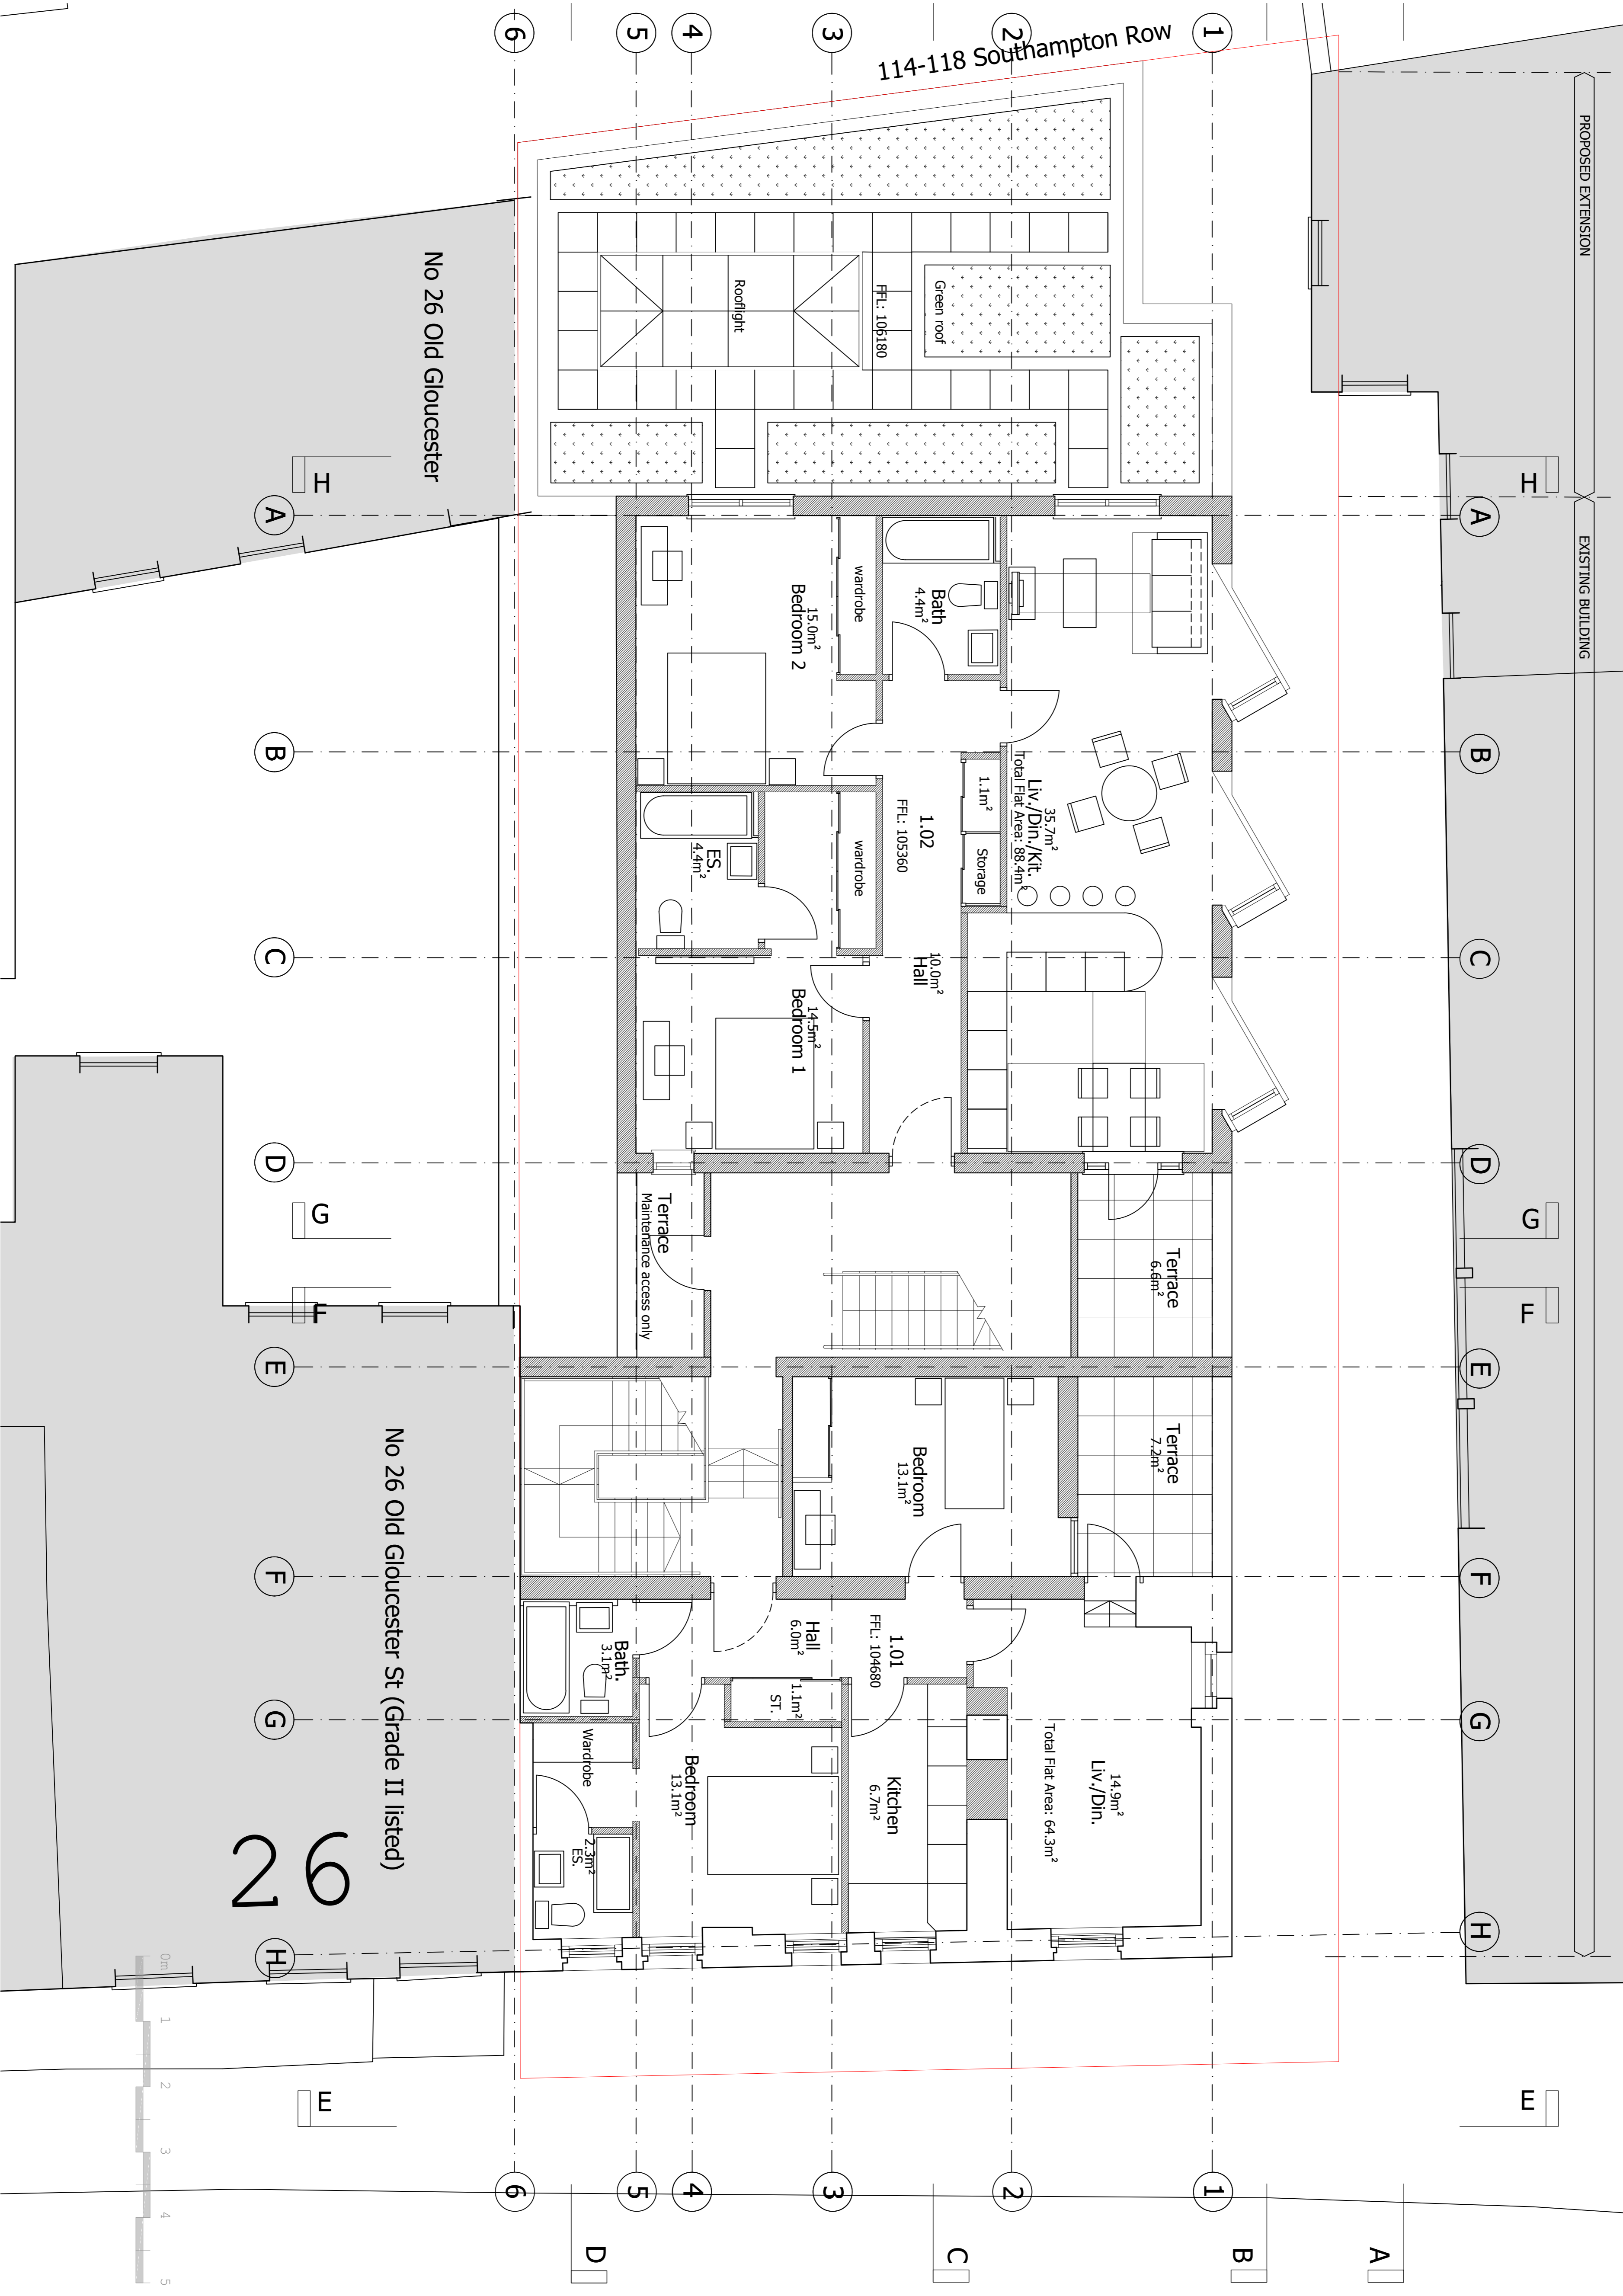 114-118 Southampton Row
6
5
4
3
2
1
PROPOSED EXTENSION
EXISTING BUILDING
No 26 Old Gloucester
Rooflight
FFL: 106180
Green roof
H
H
A
A
wardrobe
Bath
4.4m²
15.0m²
Bedroom 2
B
B
35.7m²
Liv./Din./Kit.
Total Flat Area: 88.4m²
1.1m²
Storage
1.02
FFL: 105360
wardrobe
ES.
4.4m²
C
C
10.0m²
Hall
14.5m²
Bedroom 1
D
D
G
G
Terrace
Maintenance access only
Terrace
6.6m²
F
F
E
E
Terrace
7.2m²
Bedroom
13.1m²
No 26 Old Gloucester St (Grade II listed)
F
F
Hall
6.0m²
1.01
FFL: 104680
Bath.
3.1m²
1.1m²
ST.
G
G
Wardrobe
Bedroom
13.1m²
Kitchen
6.7m²
14.9m²
Liv./Din.
Total Flat Area: 64.3m²
2.3m²
ES.
26
H
H
0m
1
2
3
4
5
E
E
6
5
4
3
2
1
D
C
B
A